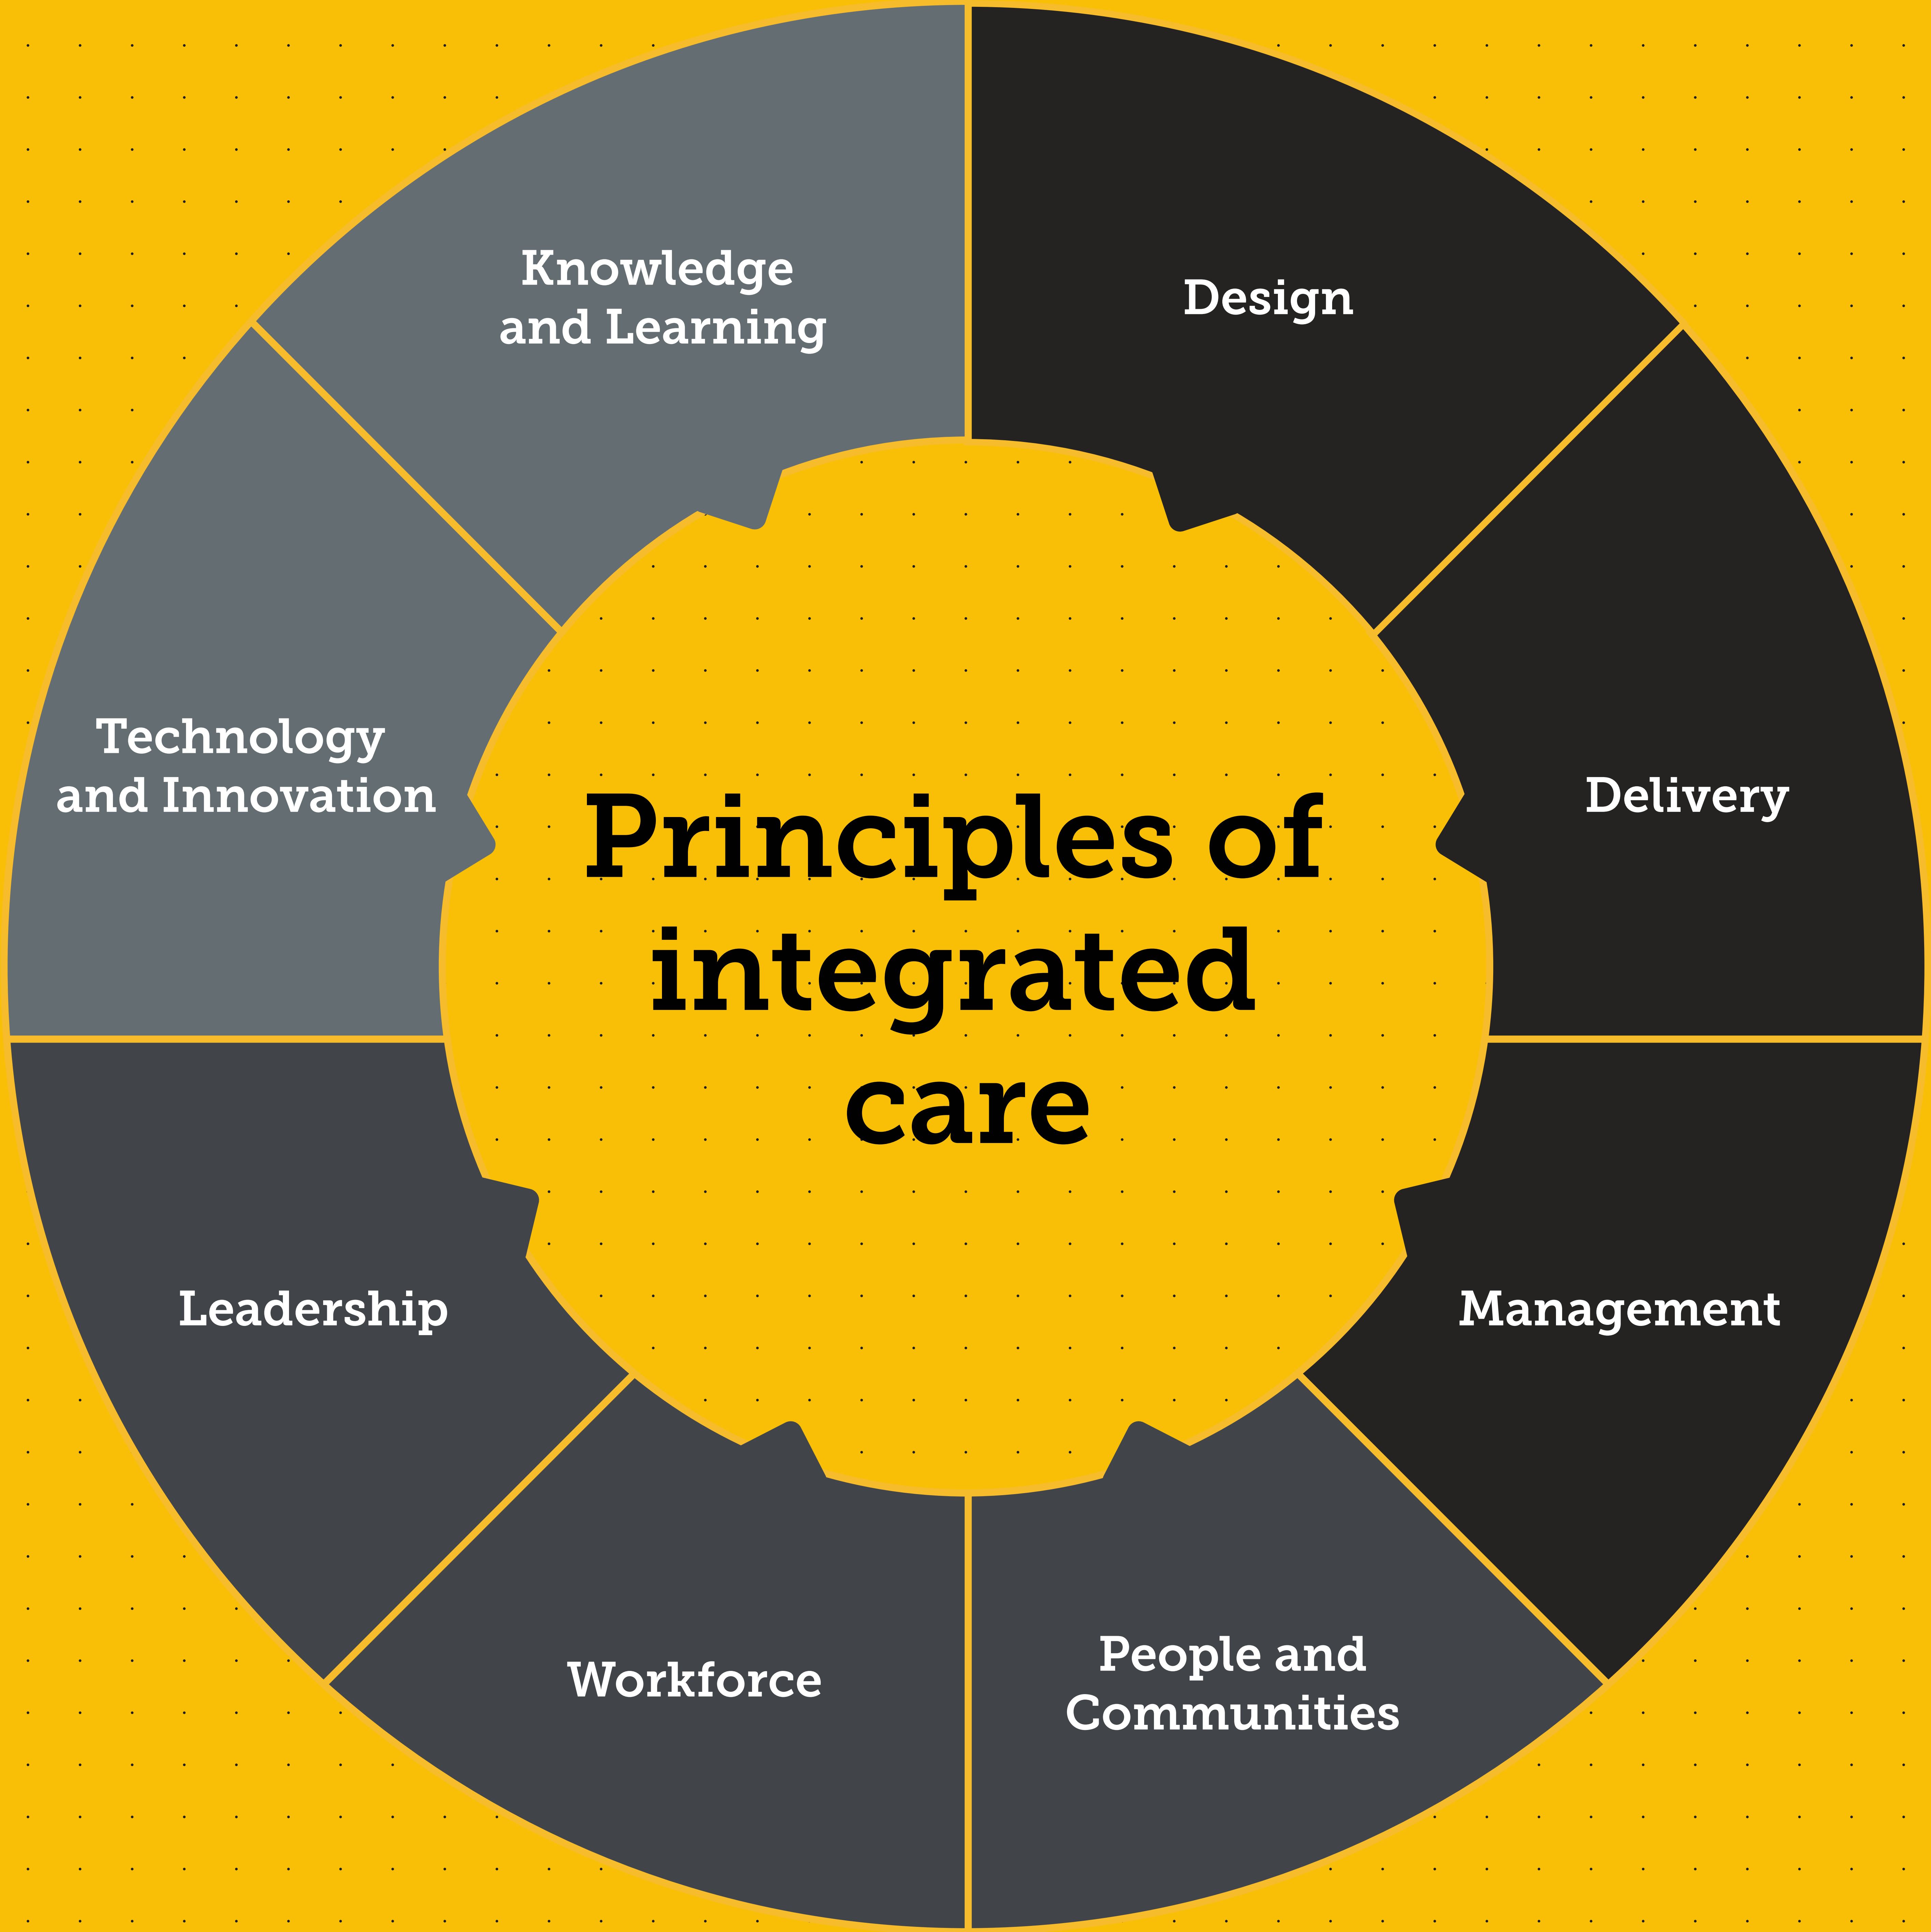 Knowledge
and Learning
Design
Technology
and Innovation
Delivery
Principles of
integrated
care
Leadership
Management
Workforce
People and
Communities